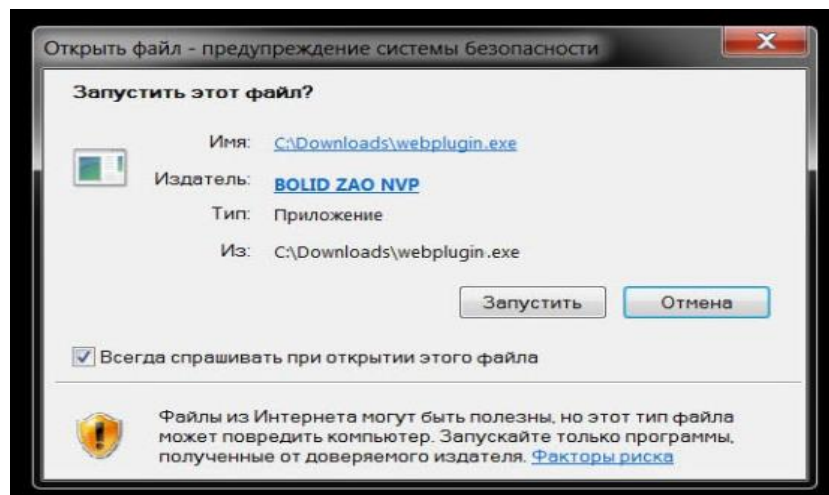 Открыть файл - предупреждение системы безопасности
Запустить этот файл?
Имя: C:\Downloads\webplugin.exe
Издатель: BOLID ZAO NVP
Тип: Приложение
Из: C:\Downloads\webplugin.exe
Запустить Отмена
Всегда спрашивать при открытии этого файла
Файлы из Интернета могут быть полезны, но этот тип файла
может повредить компьютер. Запускайте только программы,
полученные от доверяемого издателя. Факторы риска